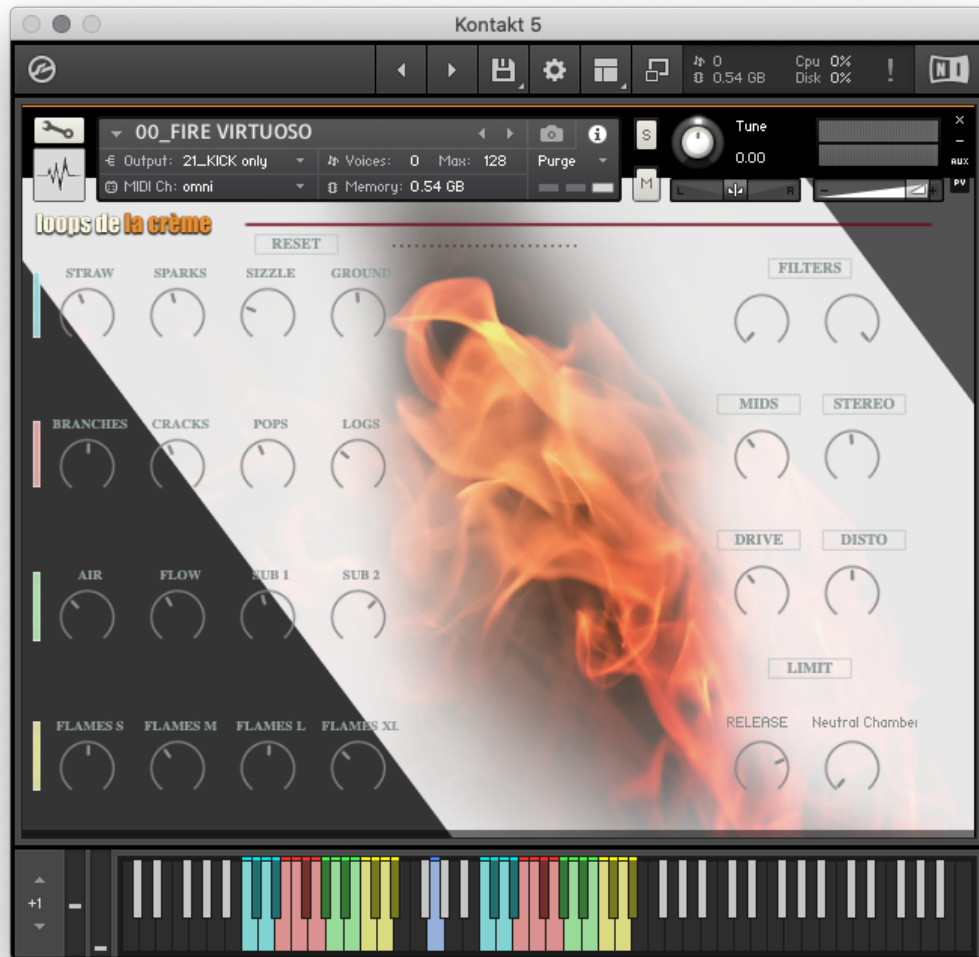 Kontakt 5
0 Cpu 0%
0.54 GB Disk 0%
00_FIRE VIRTUOSO
Output: 21_KICK only Voices: 0 Max: 128 Purge
MIDI Ch: omni Memory: 0.54 GB
S
M
Tune
0.00
L R
- +
×
-
AUX
PV
! NI
loops de la crème
RESET
STRAW SPARKS SIZZLE GROUND
FILTERS
BRANCHES CRACKS POPS LOGS
MIDS STEREO
AIR FLOW SUB 1 SUB 2
DRIVE DISTO
LIMIT
FLAMES S FLAMES M FLAMES L FLAMES XL
RELEASE Neutral Chamber
+1